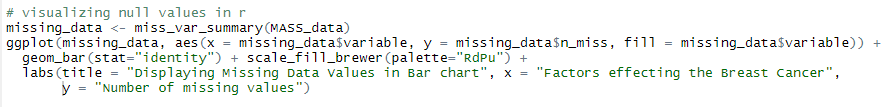 # visualizing null values in r
missing_data <- miss_var_summary(MASS_data)
ggplot(missing_data, aes(x = missing_data$variable, y = missing_data$n_miss, fill = missing_data$variable)) +
  geom_bar(stat="identity") + scale_fill_brewer(palette="RdPu") +
  labs(title = "Displaying Missing Data Values in Bar chart", x = "Factors effecting the Breast Cancer",
       y = "Number of missing values")